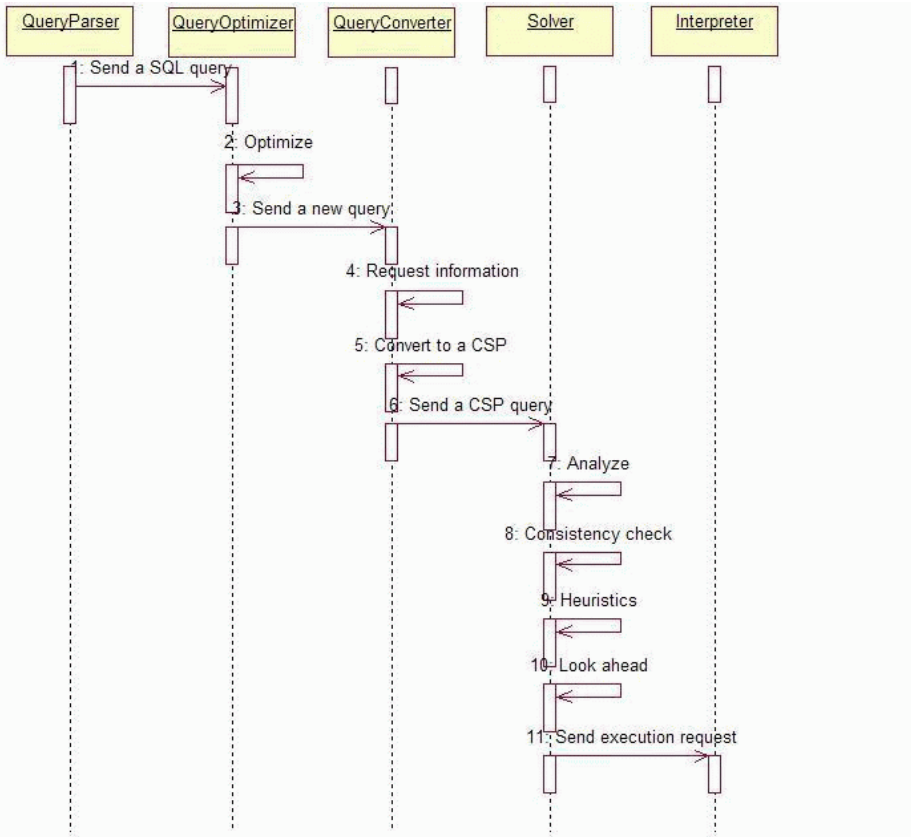 QueryParser
QueryOptimizer
QueryConverter
Solver
Interpreter
1: Send a SQL query
2: Optimize
3: Send a new query
4: Request information
5: Convert to a CSP
6: Send a CSP query
7: Analyze
8: Consistency check
9: Heuristics
10: Look ahead
11: Send execution request